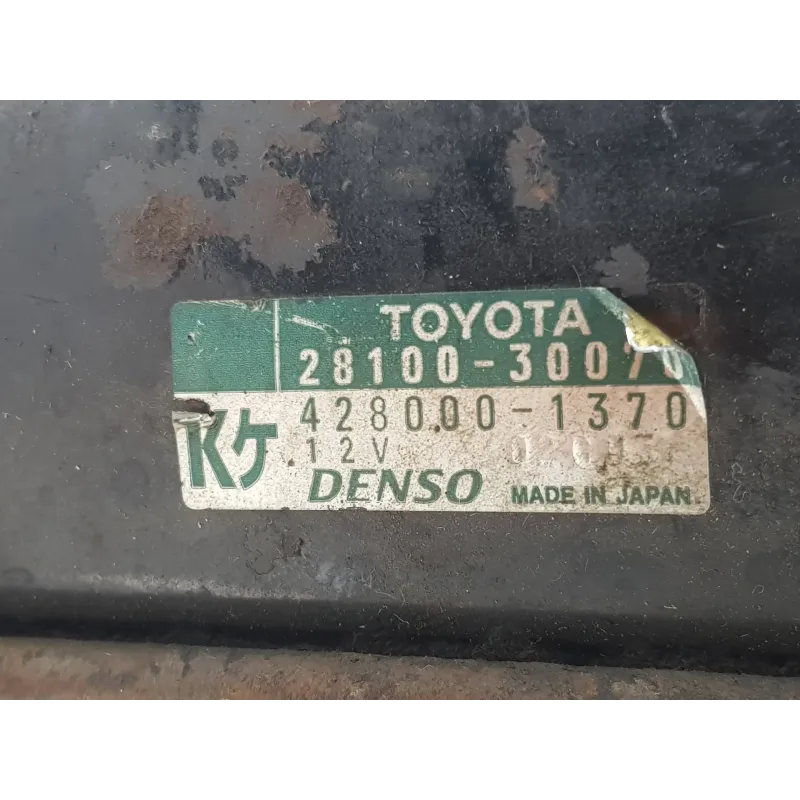 TOYOTA
28100-30070
Kケ
428000-1370
12V
DENSO MADE IN JAPAN